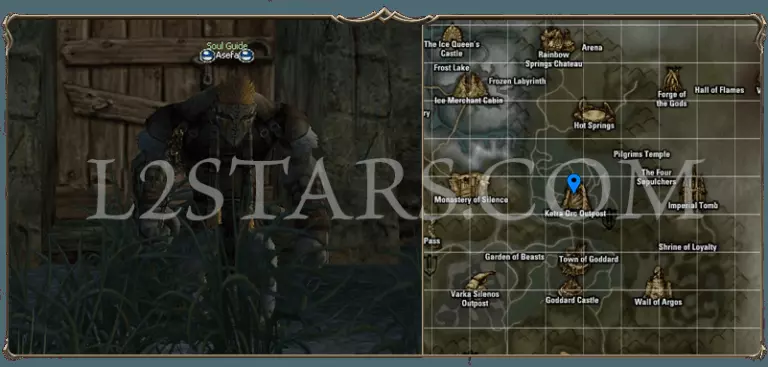 Soul Guide
Asefa
L2STARS.COM
The Ice Queen's
Castle
Rainbow
Springs Chateau
Arena
Frost Lake
Frozen Labyrinth
Ice Merchant Cabin
Forge of
the Gods
Hall of Flames
ry
Hot Springs
Pilgrims Temple
The Four
Sepulchers
Monastery of Silence
Ketra Orc Outpost
Imperial Tomb
Pass
Garden of Beasts
Town of Goddard
Shrine of Loyalty
Varka Silenos
Outpost
Goddard Castle
Wall of Argos